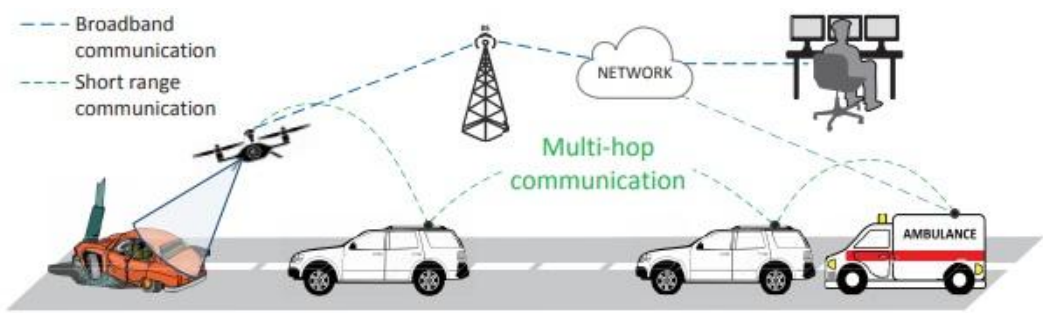 Broadband
communication
Short range
communication
BS
NETWORK
Multi-hop
communication
AMBULANCE